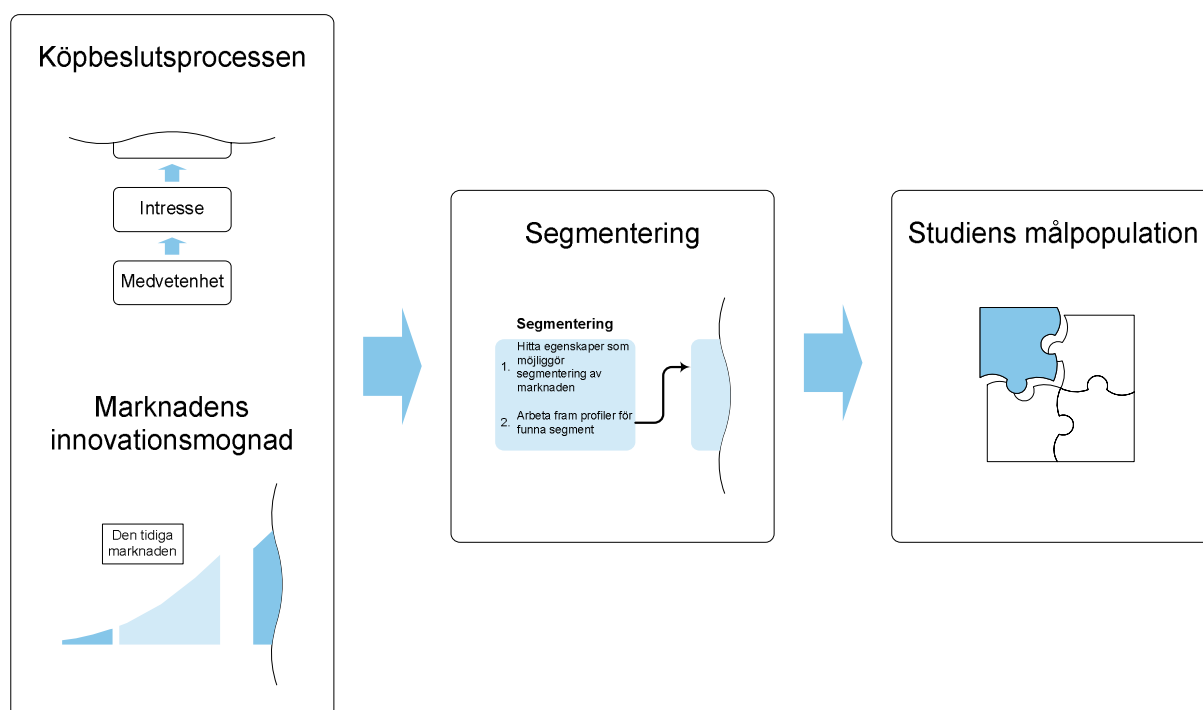 Köpbeslutsprocessen
Intresse
Medvetenhet
Marknadens
innovationsmognad
Den tidiga
marknaden
Segmentering
Segmentering
1. Hitta egenskaper som
möjliggör
segmentering av
marknaden
2. Arbeta fram profiler för
funna segment
Studiens målpopulation